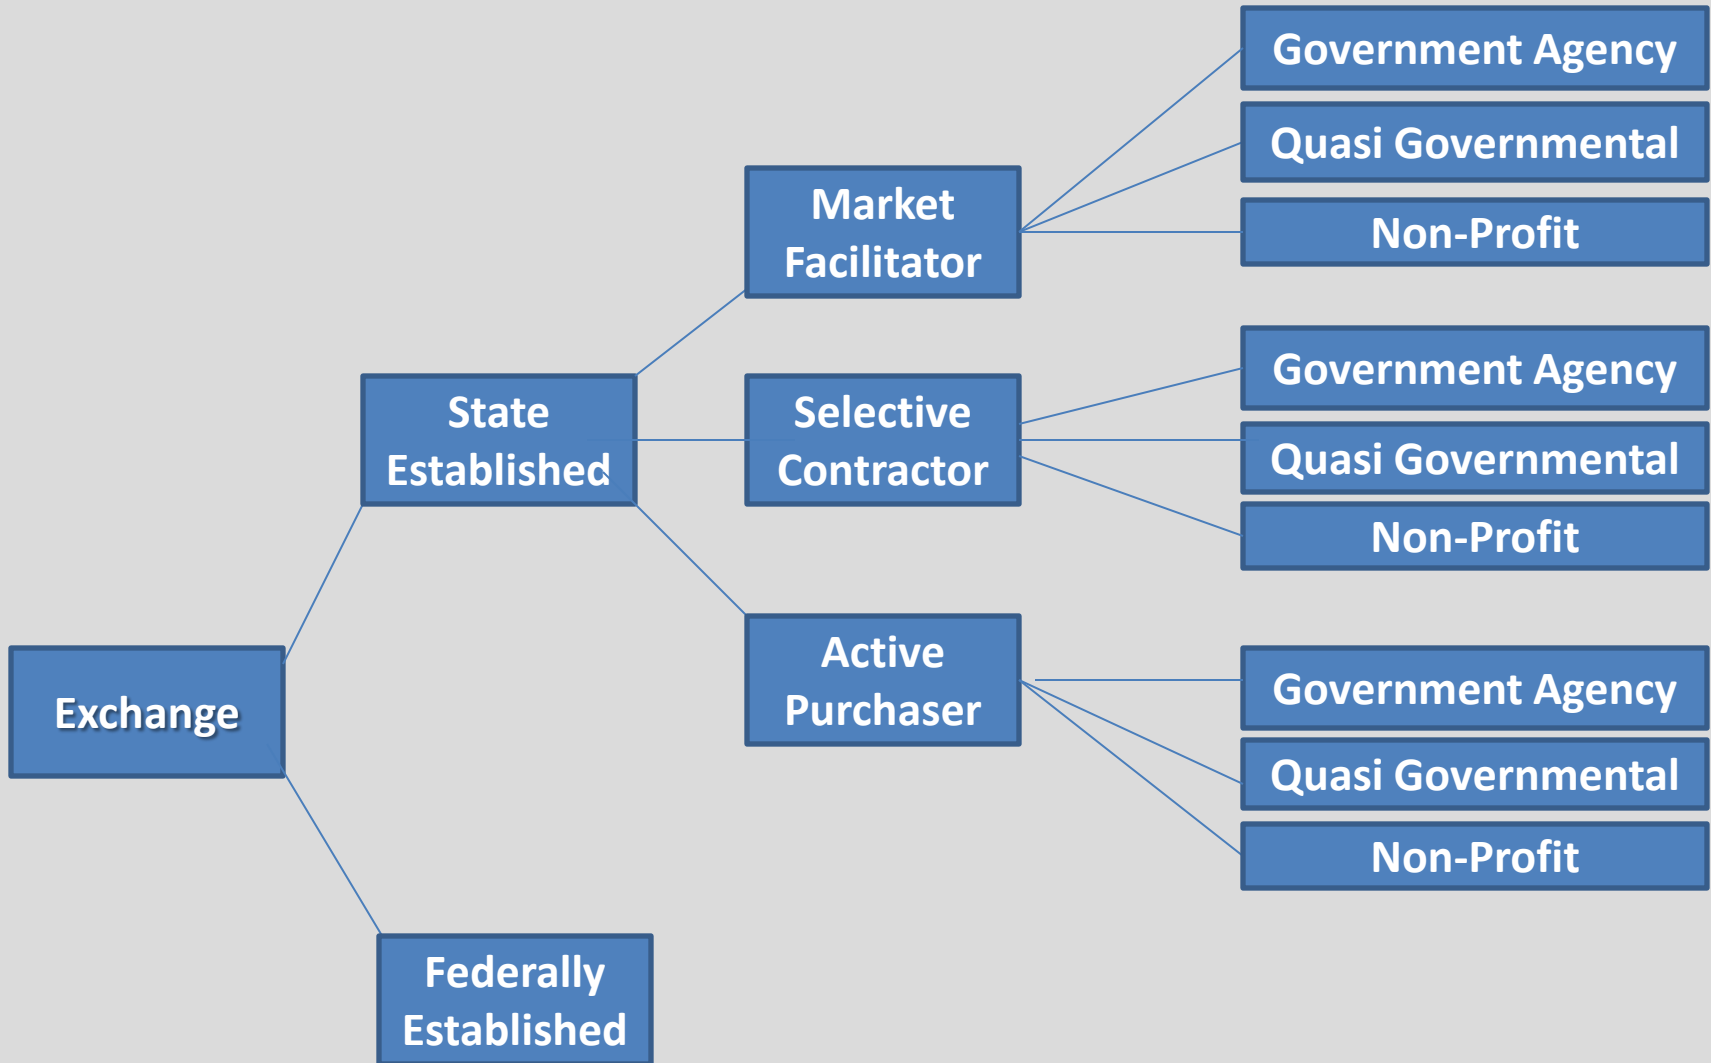 Exchange
State
Established
Federally
Established
Market
Facilitator
Selective
Contractor
Active
Purchaser
Government Agency
Quasi Governmental
Non-Profit
Government Agency
Quasi Governmental
Non-Profit
Government Agency
Quasi Governmental
Non-Profit